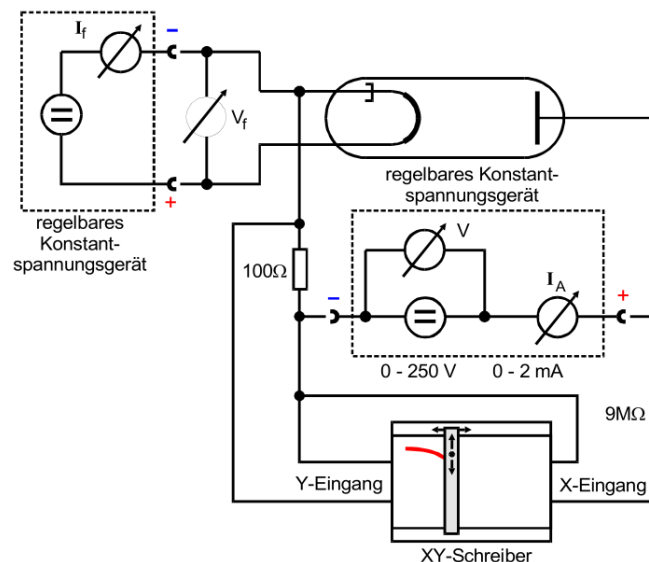 I_f
−
V_f
+
regelbares
Konstant-
spannungsgerät
regelbares Konstant-
spannungsgerät
100Ω
V
−
I_A
+
0 - 250 V
0 - 2 mA
9MΩ
Y-Eingang
X-Eingang
XY-Schreiber